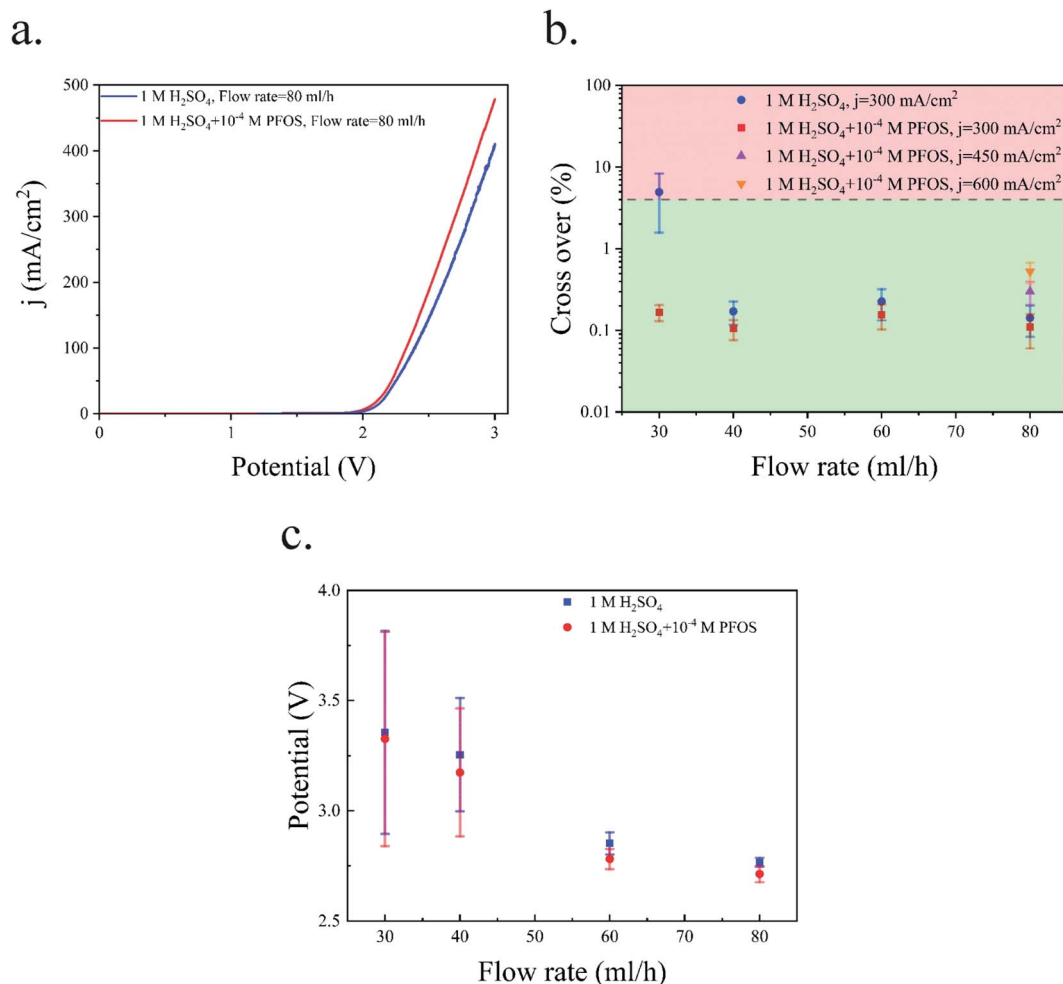 a.
500
400
300
200
100
0
j (mA/cm²)
1 M H₂SO₄, Flow rate=80 ml/h
1 M H₂SO₄+10⁻⁴ M PFOS, Flow rate=80 ml/h
0 1 2 3
Potential (V)
b.
100
10
1
0.1
0.01
Cross over (%)
1 M H₂SO₄, j=300 mA/cm²
1 M H₂SO₄+10⁻⁴ M PFOS, j=300 mA/cm²
1 M H₂SO₄+10⁻⁴ M PFOS, j=450 mA/cm²
1 M H₂SO₄+10⁻⁴ M PFOS, j=600 mA/cm²
30 40 50 60 70 80
Flow rate (ml/h)
c.
4.0
3.5
3.0
2.5
Potential (V)
1 M H₂SO₄
1 M H₂SO₄+10⁻⁴ M PFOS
30 40 50 60 70 80
Flow rate (ml/h)